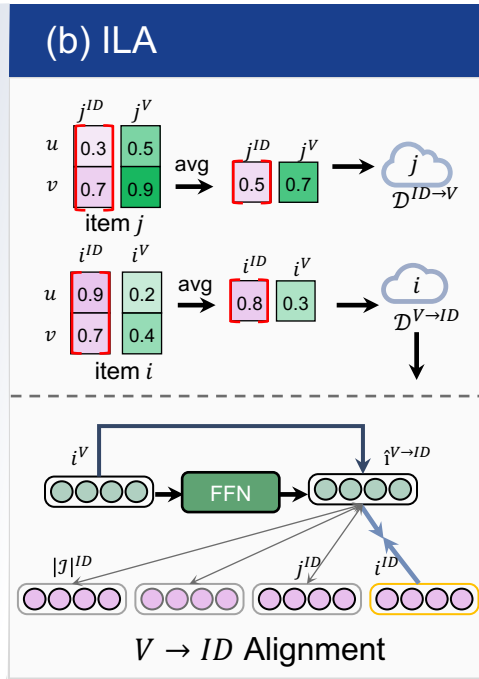 (b) ILA
j^{ID} j^{V}
u 0.3 0.5
v 0.7 0.9
avg
j^{ID} j^{V}
0.5 0.7
j
𝒟^{ID→V}
item j
i^{ID} i^{V}
u 0.9 0.2
v 0.7 0.4
avg
i^{ID} i^{V}
0.8 0.3
i
𝒟^{V→ID}
item i
i^{V}
FFN
î^{V→ID}
|ℐ|^{ID} j^{ID} i^{ID}
V → ID Alignment